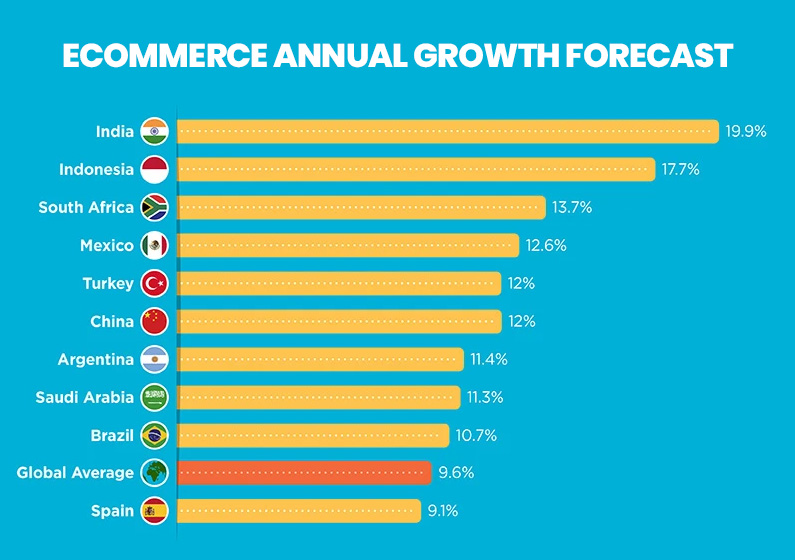 ECOMMERCE ANNUAL GROWTH FORECAST
India 19.9%
Indonesia 17.7%
South Africa 13.7%
Mexico 12.6%
Turkey 12%
China 12%
Argentina 11.4%
Saudi Arabia 11.3%
Brazil 10.7%
Global Average 9.6%
Spain 9.1%